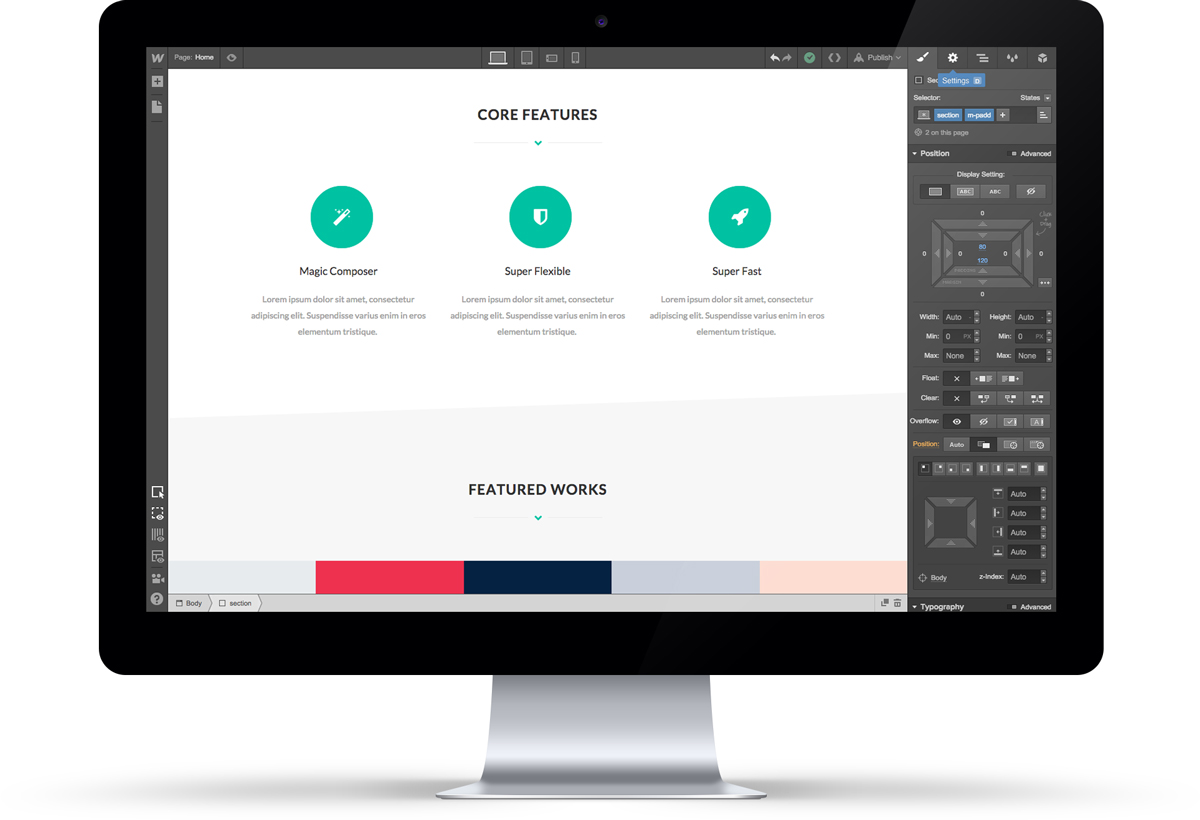 W Page: Home
Publish
Sec
Settings S
Selector: States
section m-padd +
2 on this page
Position Advanced
Display Setting:
ABC ABC
0
Click
Drag
80
0 0 0 0
120
0
Width: Auto - Height: Auto -
Min: 0 PX Min: 0 PX
Max: None Max: None
Float:
Clear:
Overflow:
Position: Auto
Auto
Auto
Auto
Auto
Body z-index: Auto
Typography Advanced
CORE FEATURES
Magic Composer
Lorem ipsum dolor sit amet, consectetur
adipiscing elit. Suspendisse varius enim in eros
elementum tristique.
Super Flexible
Lorem ipsum dolor sit amet, consectetur
adipiscing elit. Suspendisse varius enim in eros
elementum tristique.
Super Fast
Lorem ipsum dolor sit amet, consectetur
adipiscing elit. Suspendisse varius enim in eros
elementum tristique.
FEATURED WORKS
?
Body section